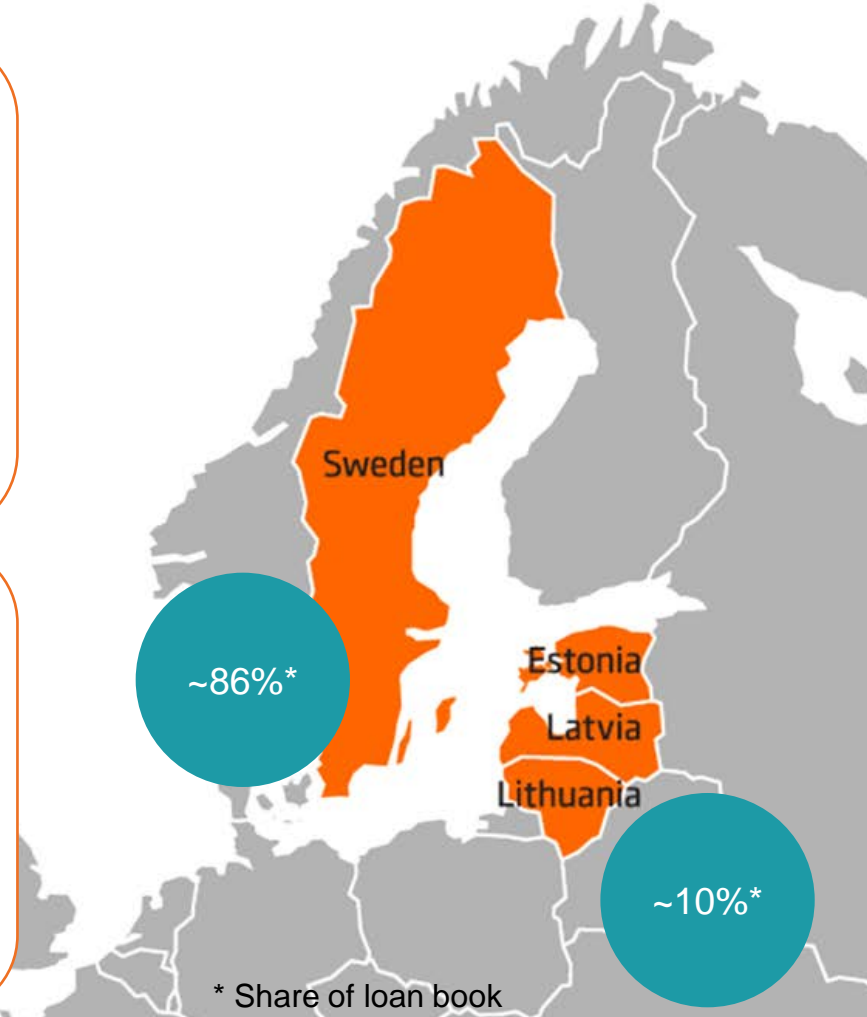 Sweden
~86%*
Estonia
Latvia
Lithuania
~10%*
* Share of loan book